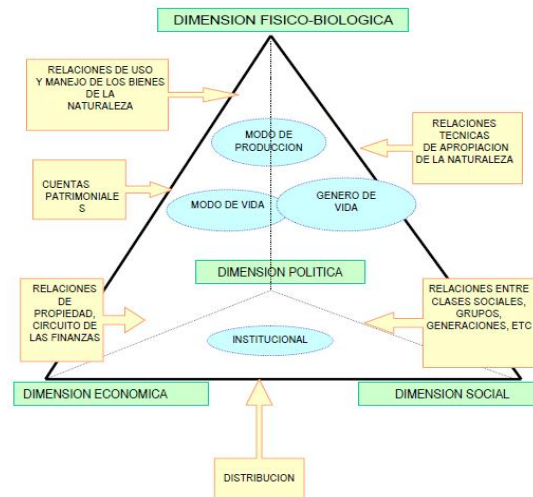 DIMENSION FISICO-BIOLOGICA
RELACIONES DE USO
Y MANEJO DE LOS BIENES
DE LA
NATURALEZA
RELACIONES
TECNICAS
DE APROPIACION
DE LA NATURALEZA
MODO DE
PRODUCCION
CUENTAS
PATRIMONIALE
S
MODO DE VIDA
GENERO DE
VIDA
DIMENSION POLITICA
RELACIONES
DE
PROPIEDAD,
CIRCUITO DE
LAS FINANZAS
RELACIONES ENTRE
CLASES SOCIALES,
GRUPOS,
GENERACIONES, ETC
INSTITUCIONAL
DIMENSION ECONOMICA
DIMENSION SOCIAL
DISTRIBUCION